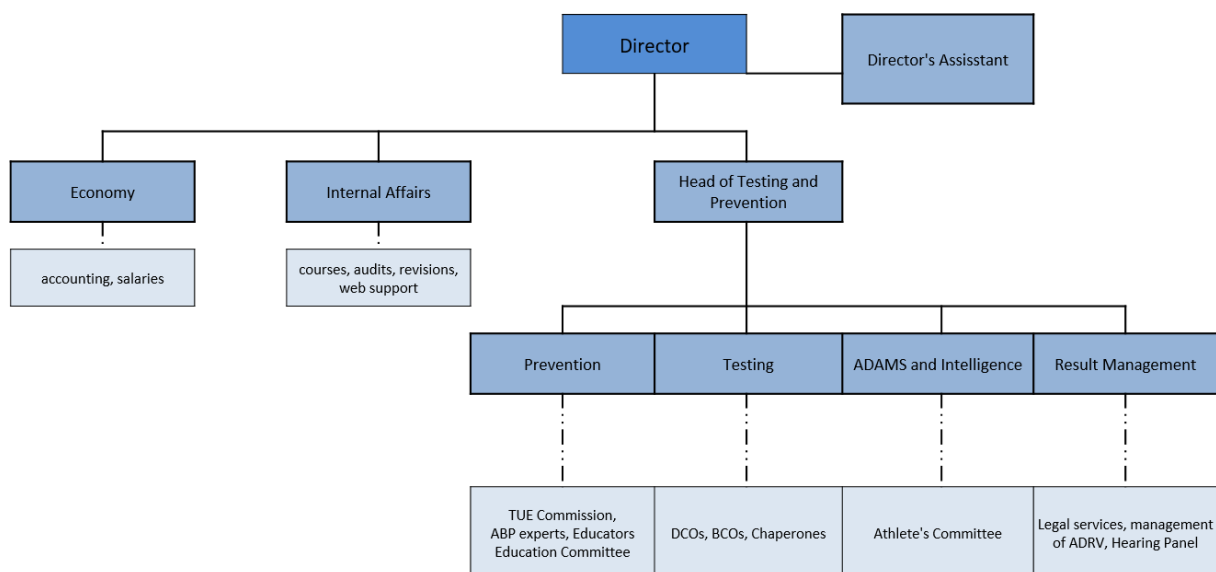 Director
Director's Assisstant
Economy
Internal Affairs
Head of Testing and
Prevention
accounting, salaries
courses, audits, revisions,
web support
Prevention
Testing
ADAMS and Intelligence
Result Management
TUE Commission,
ABP experts, Educators
Education Committee
DCOs, BCOs, Chaperones
Athlete's Committee
Legal services, management
of ADRV, Hearing Panel